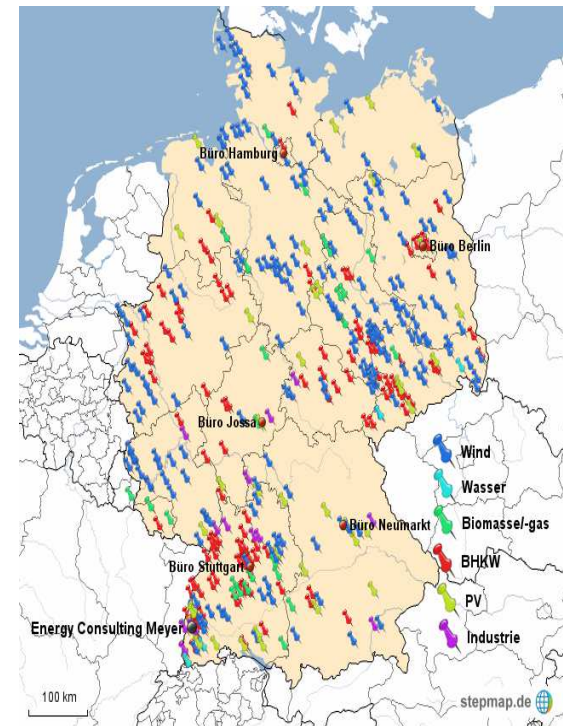 Büro Hamburg
Büro Berlin
Büro Jossa
Wind
Wasser
Büro Neumarkt
Biomasse/-gas
BHKW
Büro Stuttgart
PV
Energy Consulting Meyer
Industrie
100 km
stepmap.de